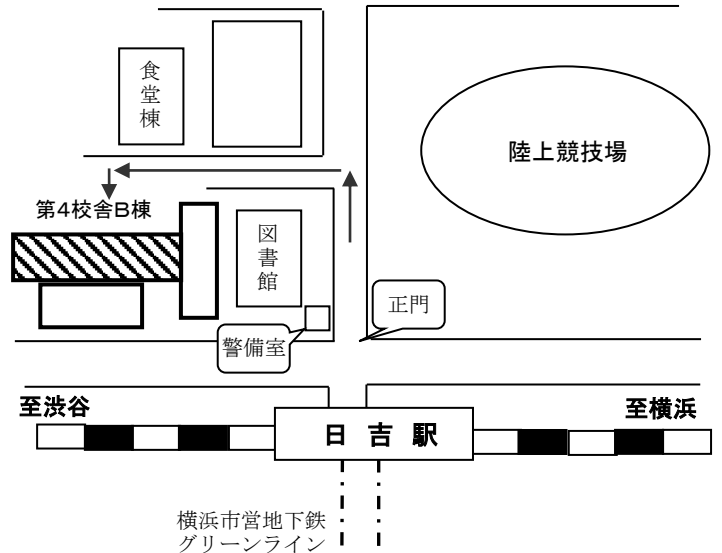 食堂棟
陸上競技場
第4校舎B棟
図書館
正門
警備室
至渋谷
至横浜
日吉駅
横浜市営地下鉄
グリーンライン